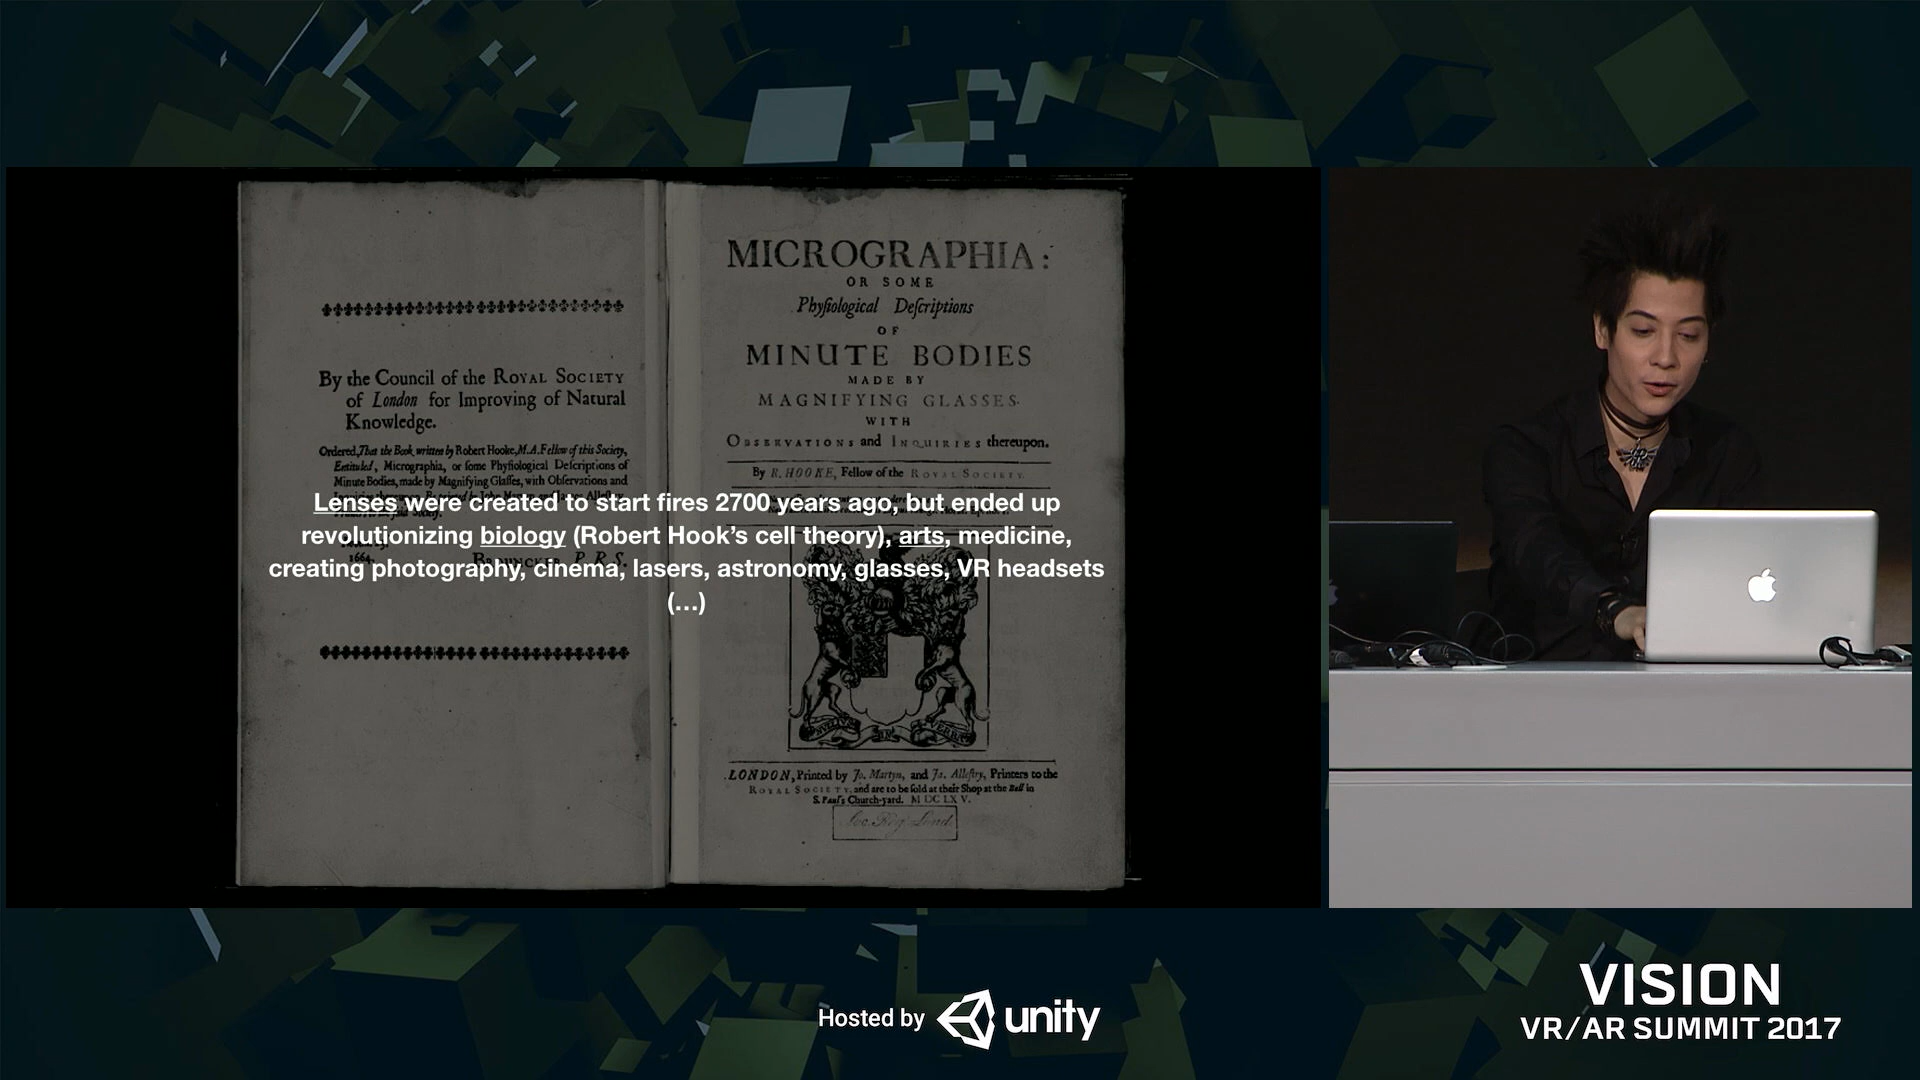 By the Council of the ROYAL SOCIETY
of London for Improving of Natural
Knowledge.
Ordered, That the Book written by Robert Hooke, M.A. Fellow of this Society,
Entituled, Micrographia, or some Phyſiological Deſcriptions of
Minute Bodies, made by Magnifying Glaſſes, with Obſervations and
1664.
P. R. S.
MICROGRAPHIA:
OR SOME
Phyſiological Deſcriptions
OF
MINUTE BODIES
MADE BY
MAGNIFYING GLASSES
WITH
OBSERVATIONS and INQUIRIES thereupon.
By R. HOOKE, Fellow of the ROYAL SOCIETY.
Lenses were created to start fires 2700 years ago, but ended up
revolutionizing biology (Robert Hook’s cell theory), arts, medicine,
creating photography, cinema, lasers, astronomy, glasses, VR headsets
(…)
LONDON, Printed by Jo. Martyn, and Ja. Alleſtry, Printers to the
ROYAL SOCIETY, and are to be ſold at their Shop at the Bell in
S. Paul's Church-yard. M DC LX V.
Hosted by unity
VISION
VR/AR SUMMIT 2017